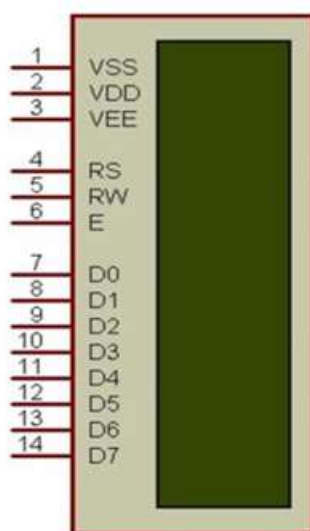 1 VSS
2 VDD
3 VEE
4 RS
5 RW
6 E
7 D0
8 D1
9 D2
10 D3
11 D4
12 D5
13 D6
14 D7